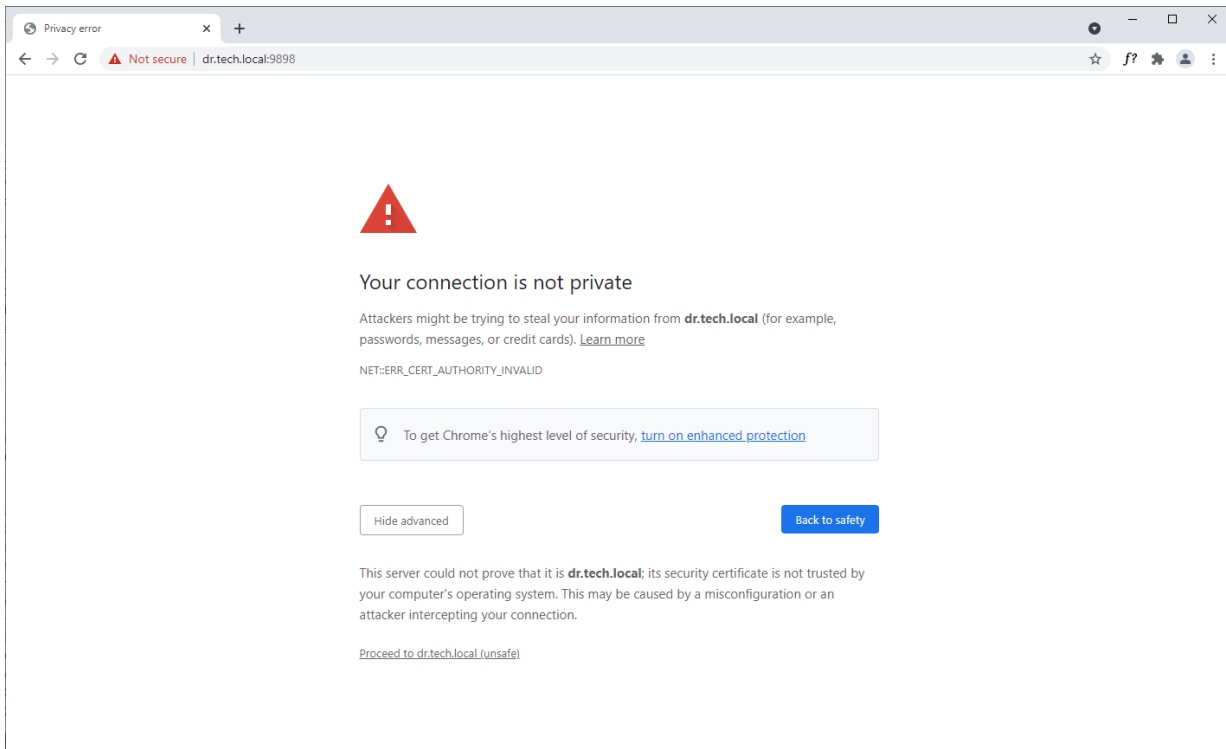 Privacy error
Not secure | dr.tech.local:9898
f?
Your connection is not private
Attackers might be trying to steal your information from dr.tech.local (for example,
passwords, messages, or credit cards). Learn more
NET::ERR_CERT_AUTHORITY_INVALID
To get Chrome's highest level of security, turn on enhanced protection
Hide advanced
Back to safety
This server could not prove that it is dr.tech.local; its security certificate is not trusted by
your computer's operating system. This may be caused by a misconfiguration or an
attacker intercepting your connection.
Proceed to dr.tech.local (unsafe)